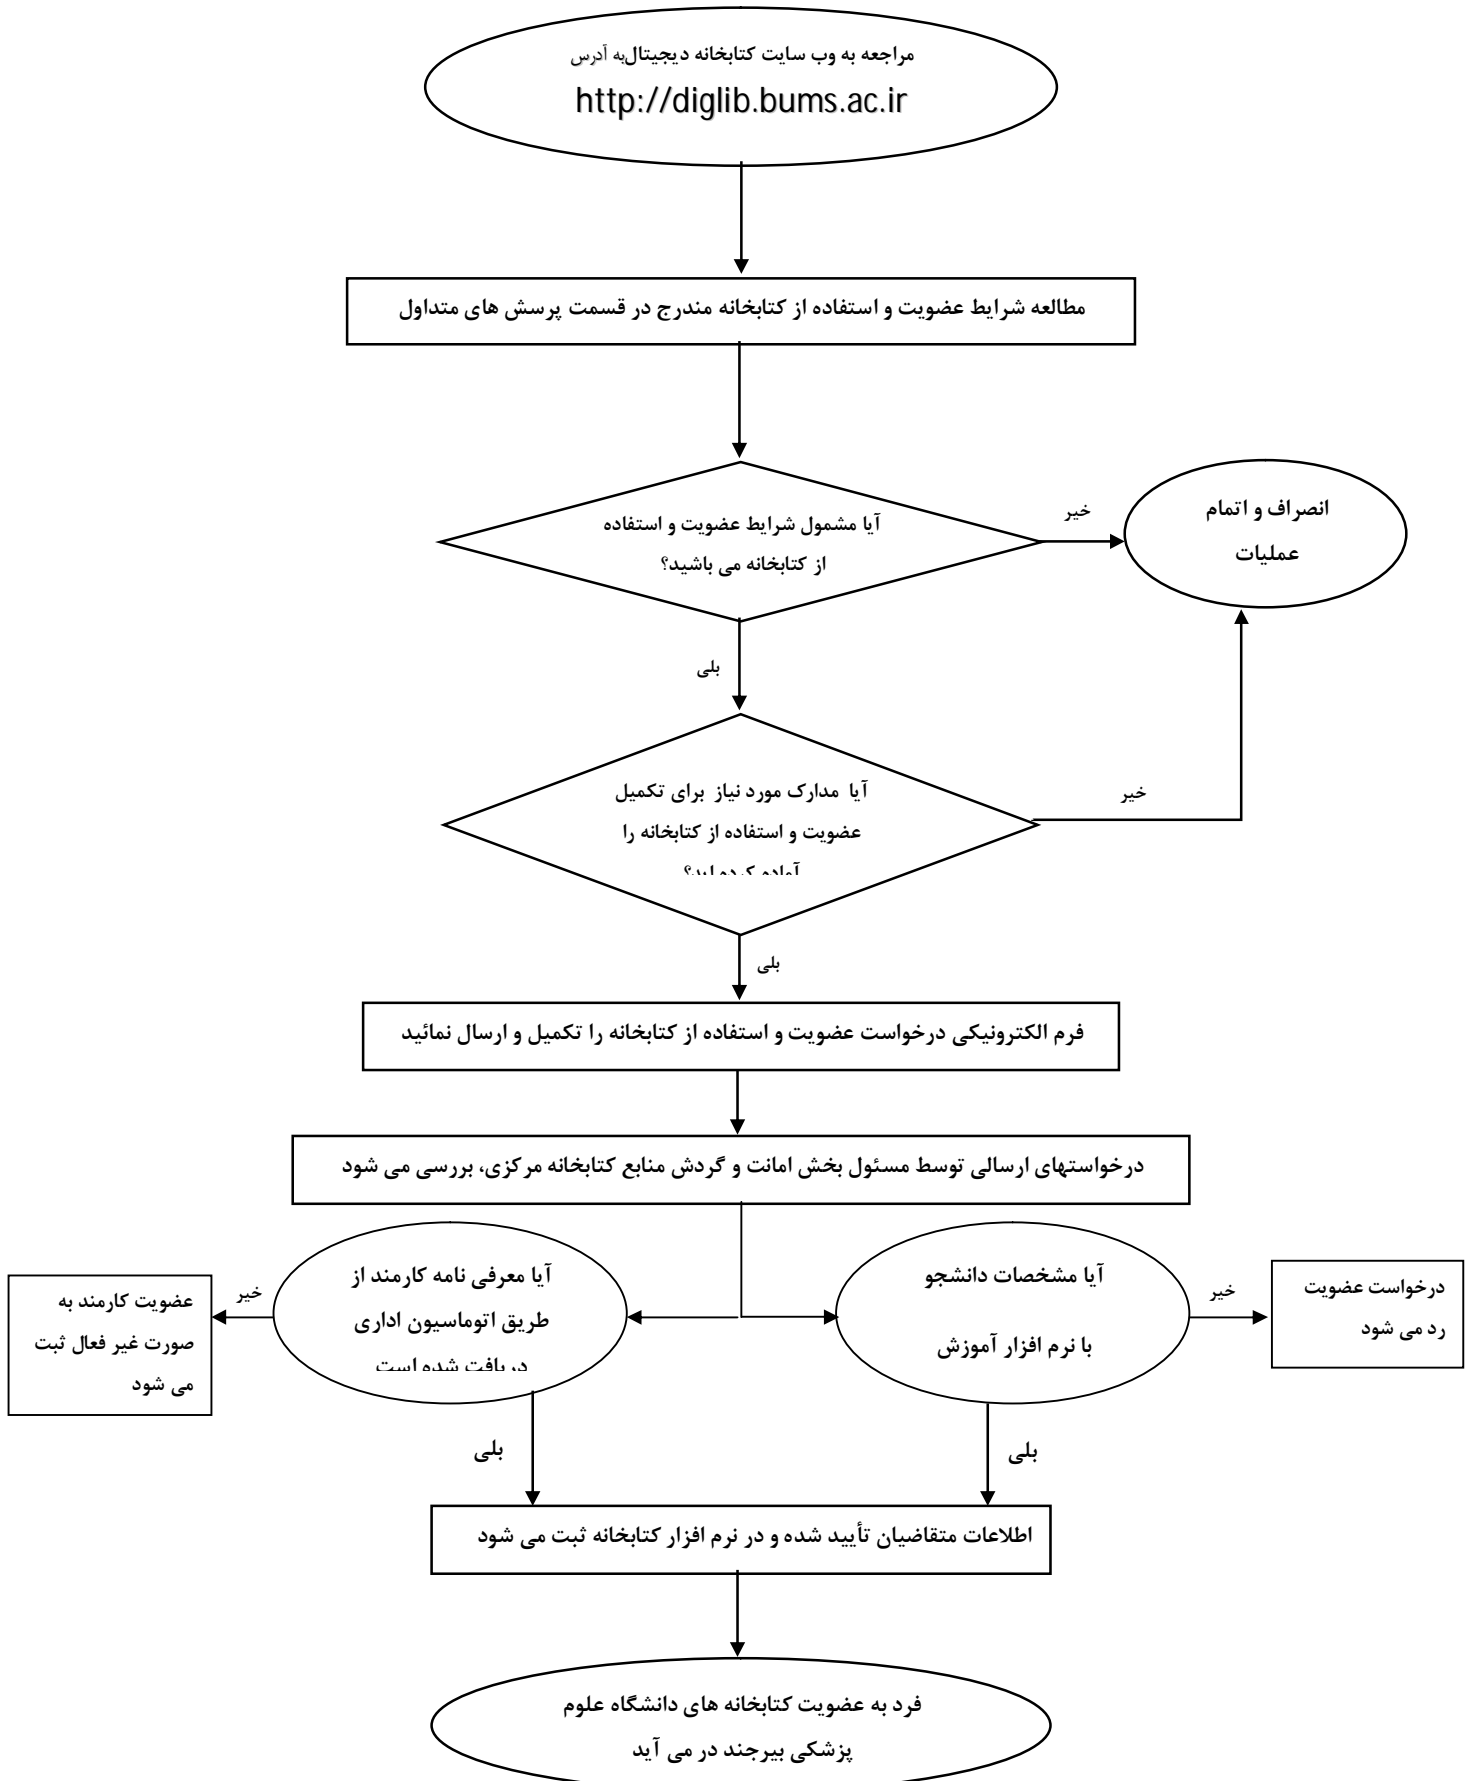 مراجعه به وب سایت کتابخانه دیجیتال‌به آدرس
http://diglib.bums.ac.ir
مطالعه شرایط عضویت و استفاده از کتابخانه مندرج در قسمت پرسش های متداول
آیا مشمول شرایط عضویت و استفاده
از کتابخانه می باشید؟
خیر
انصراف و اتمام
عملیات
بلی
آیا مدارک مورد نیاز برای تکمیل
عضویت و استفاده از کتابخانه را
آماده کرده اید؟
خیر
بلی
فرم الکترونیکی درخواست عضویت و استفاده از کتابخانه را تکمیل و ارسال نمائید
درخواستهای ارسالی توسط مسئول بخش امانت و گردش منابع کتابخانه مرکزی، بررسی می شود
آیا مشخصات دانشجو
با نرم افزار آموزش
خیر
درخواست عضویت
رد می شود
آیا معرفی نامه کارمند از
طریق اتوماسیون اداری
دریافت شده است
خیر
عضویت کارمند به
صورت غیر فعال ثبت
می شود
بلی
بلی
اطلاعات متقاضیان تأیید شده و در نرم افزار کتابخانه ثبت می شود
فرد به عضویت کتابخانه های دانشگاه علوم
پزشکی بیرجند در می آید